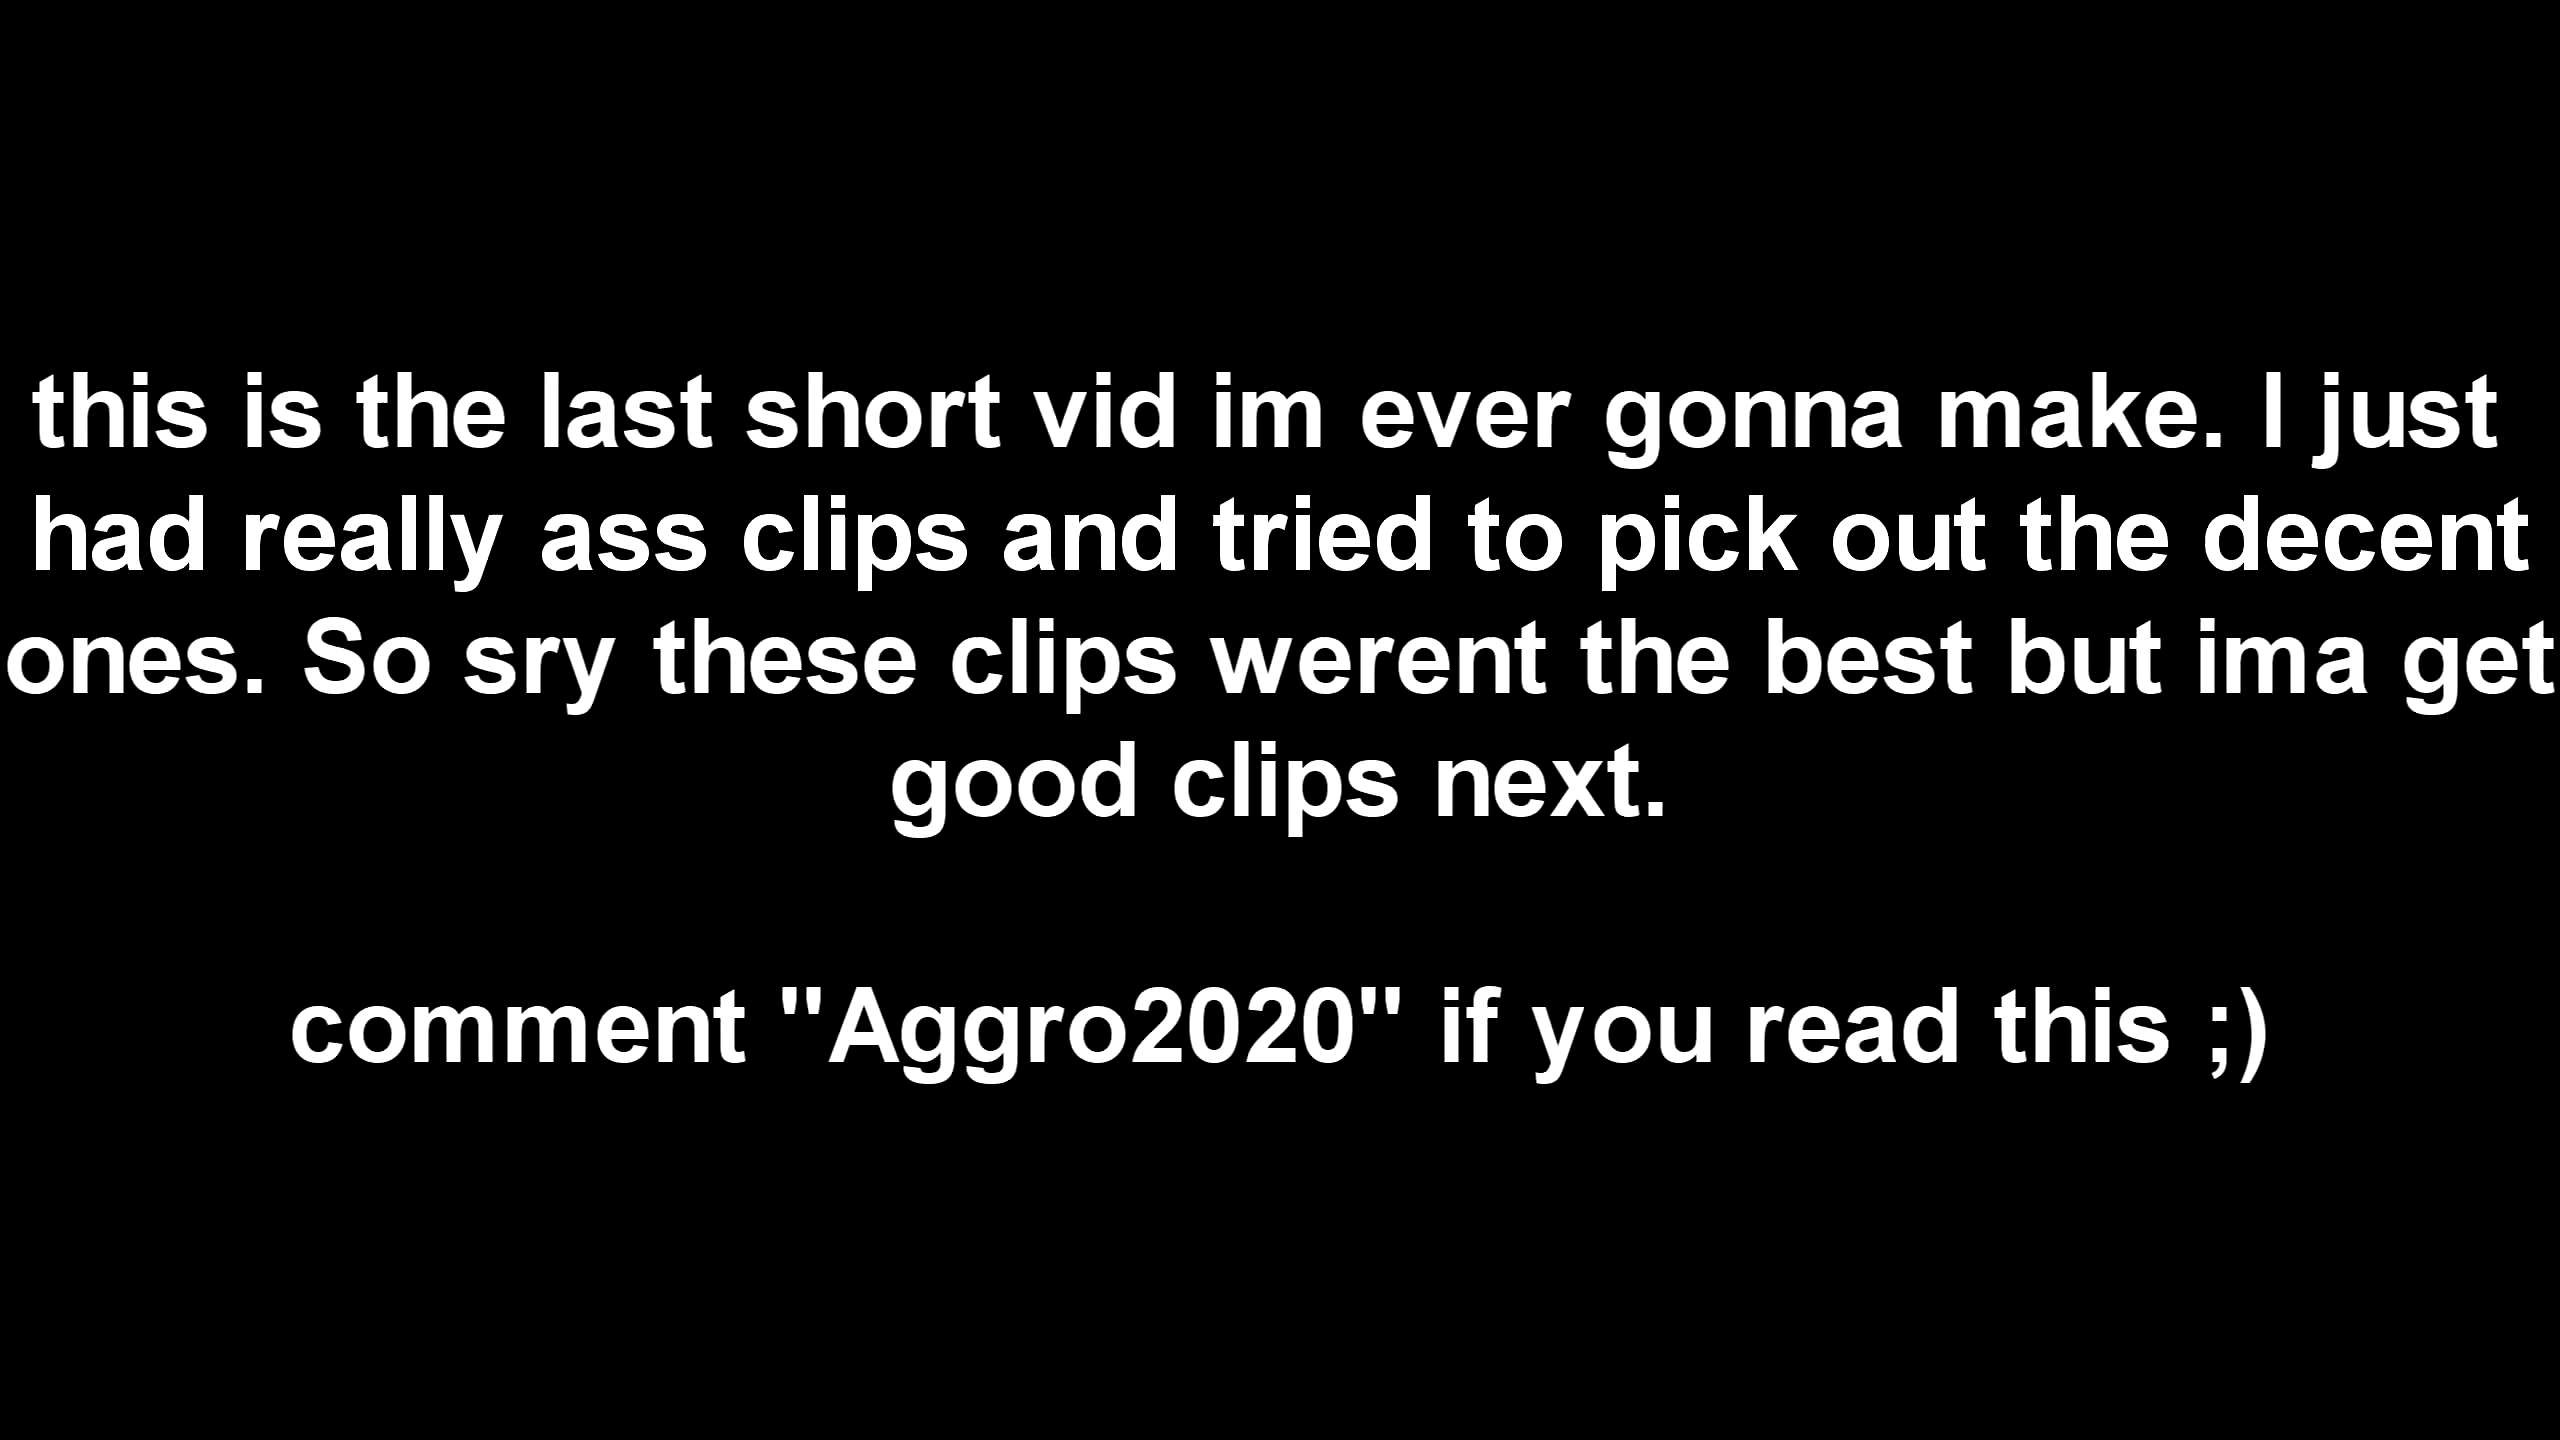 this is the last short vid im ever gonna make. I just
had really ass clips and tried to pick out the decent
ones. So sry these clips werent the best but ima get
good clips next.
comment "Aggro2020" if you read this ;)